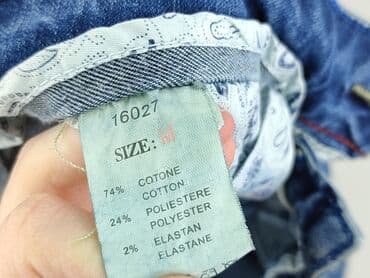 16027
SIZE:
74% COTONE
COTTON
24% POLIESTERE
POLYESTER
2% ELASTAN
ELASTANE